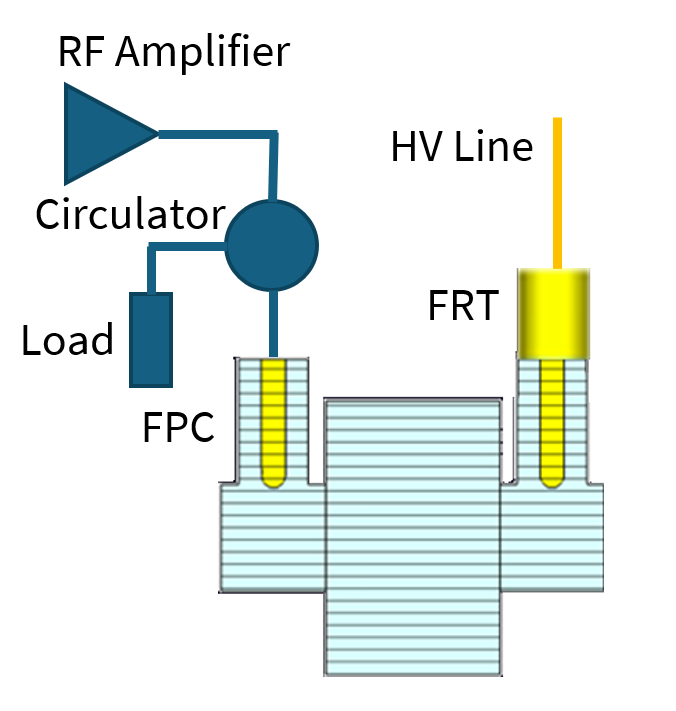 RF Amplifier
HV Line
Circulator
FRT
Load
FPC